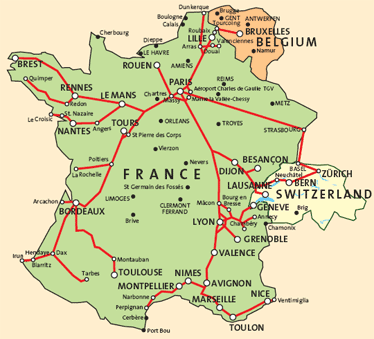 Dunkerque
Brugge
Boulogne
Calais
GENT
ANTWERPEN
Roubaix
Tourcoing
BRUXELLES
LILLE
Valenciennes
BELGIUM
Arras
Douai
Namur
Cherbourg
Dieppe
LE HAVRE
AMIENS
ROUEN
REIMS
BREST
Quimper
RENNES
PARIS
Aéroport Charles de Gaulle TGV
Chartres
Massy
Marne la Vallée-Chessy
METZ
Redon
LE MANS
Le Croisic
St. Nazaire
NANTES
Angers
TOURS
ORLEANS
TROYES
STRASBOURG
St Pierre des Corps
Vierzon
Poitiers
Nevers
BESANÇON
BASEL
ZÜRICH
DIJON
Neuchâtel
BERN
La Rochelle
FRANCE
LAUSANNE
SWITZERLAND
St Germain des Fossés
Arcachon
LIMOGES
CLEMONT
FERRAND
Mâcon
Bourg en
Bresse
GENEVE
Brig
BORDEAUX
Brive
LYON
Annecy
Chambéry
Chamonix
GRENOBLE
Irun
Hendaye
Dax
Biarritz
Montauban
VALENCE
Tarbes
TOULOUSE
NIMES
AVIGNON
MONTPELLIER
Narbonne
MARSEILLE
NICE
Ventimiglia
Perpignan
Cerbère
TOULON
Port Bou